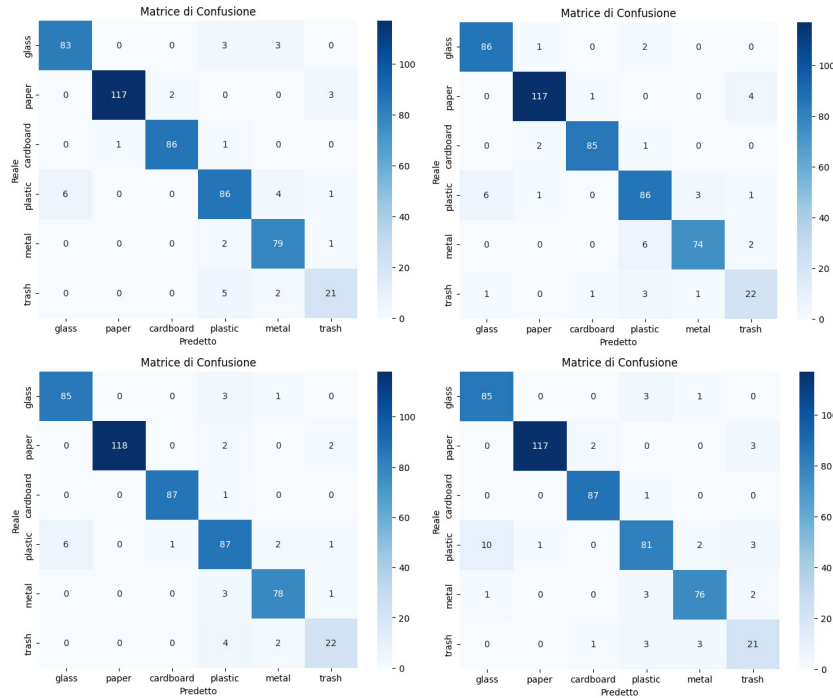 Matrice di Confusione
Reale
glass 83 0 0 3 3 0
paper 0 117 2 0 0 3
cardboard 0 1 86 1 0 0
plastic 6 0 0 86 4 1
metal 0 0 0 2 79 1
trash 0 0 0 5 2 21
glass paper cardboard plastic metal trash
Predetto
100
80
60
40
20
0
Matrice di Confusione
Reale
glass 86 1 0 2 0 0
paper 0 117 1 0 0 4
cardboard 0 2 85 1 0 0
plastic 6 1 0 86 3 1
metal 0 0 0 6 74 2
trash 1 0 1 3 1 22
glass paper cardboard plastic metal trash
Predetto
100
80
60
40
20
0
Matrice di Confusione
Reale
glass 85 0 0 3 1 0
paper 0 118 0 2 0 2
cardboard 0 0 87 1 0 0
plastic 6 0 1 87 2 1
metal 0 0 0 3 78 1
trash 0 0 0 4 2 22
glass paper cardboard plastic metal trash
Predetto
100
80
60
40
20
0
Matrice di Confusione
Reale
glass 85 0 0 3 1 0
paper 0 117 2 0 0 3
cardboard 0 0 87 1 0 0
plastic 10 1 0 81 2 3
metal 1 0 0 3 76 2
trash 0 0 1 3 3 21
glass paper cardboard plastic metal trash
Predetto
100
80
60
40
20
0